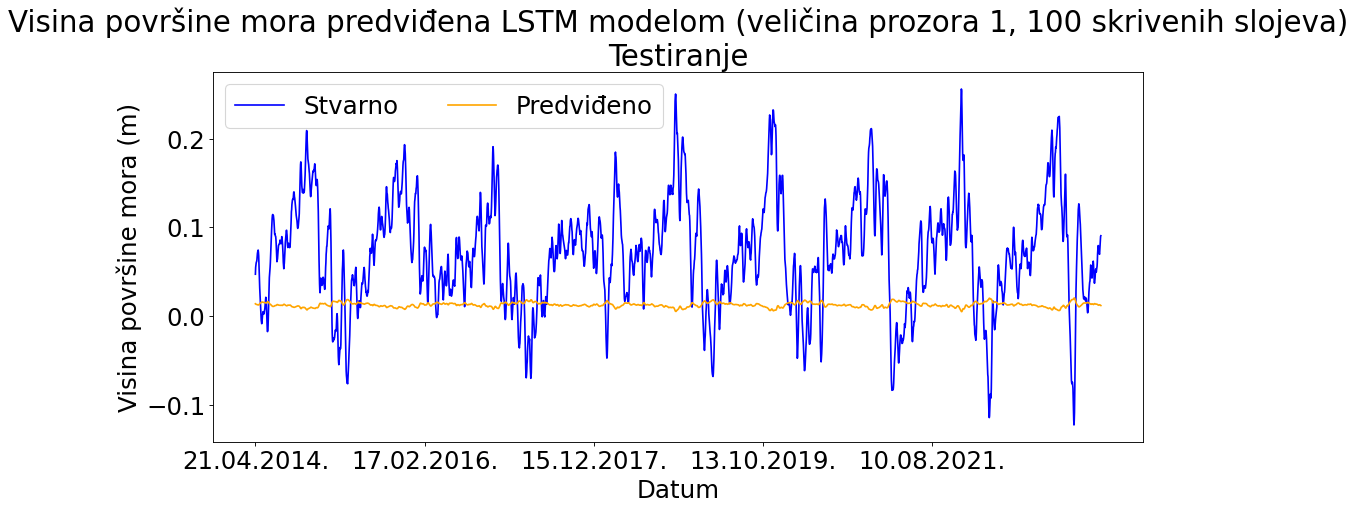 Visina površine mora predviđena LSTM modelom (veličina prozora 1, 100 skrivenih slojeva)
Testiranje
Stvarno
Predviđeno
Visina površine mora (m)
0.2
0.1
0.0
−0.1
21.04.2014.
17.02.2016.
15.12.2017.
13.10.2019.
10.08.2021.
Datum